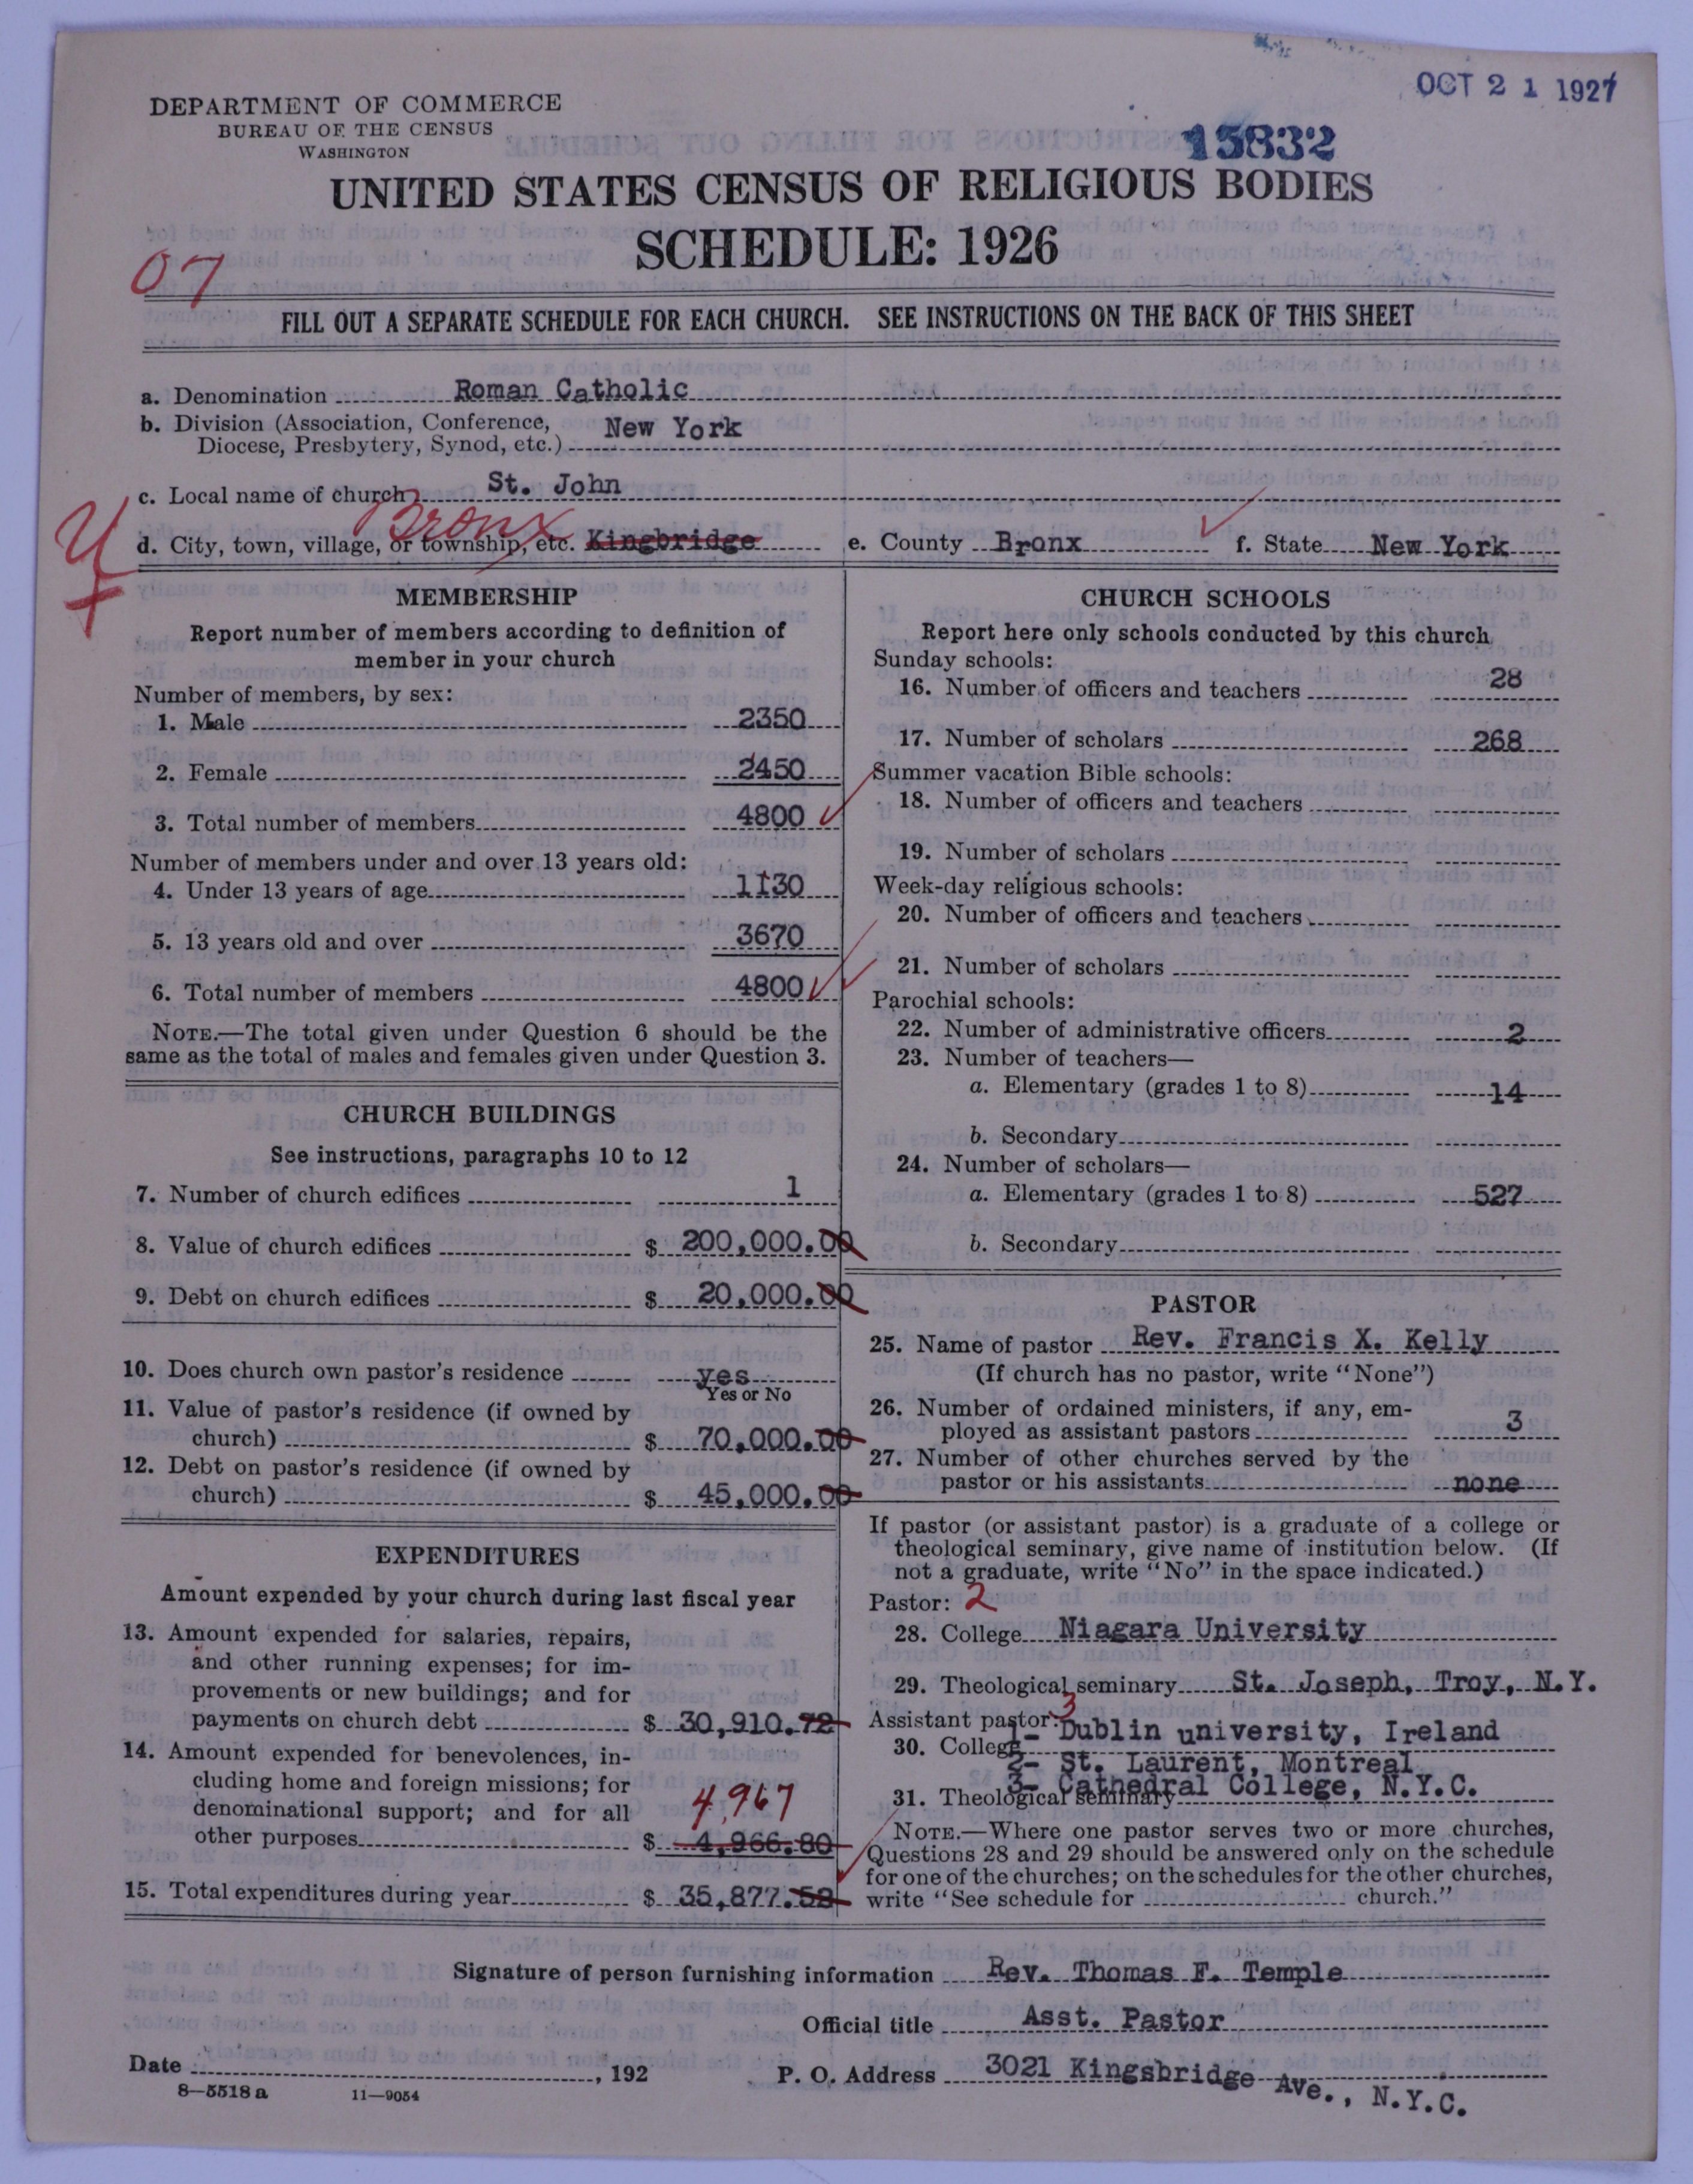 OCT 21 1927
DEPARTMENT OF COMMERCE
BUREAU OF THE CENSUS
WASHINGTON
15832
UNITED STATES CENSUS OF RELIGIOUS BODIES
SCHEDULE: 1926
07
FILL OUT A SEPARATE SCHEDULE FOR EACH CHURCH. SEE INSTRUCTIONS ON THE BACK OF THIS SHEET
a. Denomination Roman Catholic
b. Division (Association, Conference, Diocese, Presbytery, Synod, etc.) New York
c. Local name of church St. John
Bronx
d. City, town, village, or township, etc. Kingbridge e. County Bronx f. State New York
MEMBERSHIP
Report number of members according to definition of
member in your church
Number of members, by sex:
1. Male 2350
2. Female 2450
3. Total number of members 4800
Number of members under and over 13 years old:
4. Under 13 years of age 1130
5. 13 years old and over 3670
6. Total number of members 4800
NOTE.—The total given under Question 6 should be the
same as the total of males and females given under Question 3.
CHURCH BUILDINGS
See instructions, paragraphs 10 to 12
7. Number of church edifices 1
8. Value of church edifices $ 200,000.00
9. Debt on church edifices $ 20,000.00
10. Does church own pastor's residence yes
Yes or No
11. Value of pastor's residence (if owned by
church) $ 70,000.00
12. Debt on pastor's residence (if owned by
church) $ 45,000.00
EXPENDITURES
Amount expended by your church during last fiscal year
13. Amount expended for salaries, repairs,
and other running expenses; for im-
provements or new buildings; and for
payments on church debt $ 30,910.72
14. Amount expended for benevolences, in-
cluding home and foreign missions; for
denominational support; and for all
4,967
other purposes $ 4,966.80
15. Total expenditures during year $ 35,877.52
CHURCH SCHOOLS
Report here only schools conducted by this church
Sunday schools:
16. Number of officers and teachers 28
17. Number of scholars 268
Summer vacation Bible schools:
18. Number of officers and teachers
19. Number of scholars
Week-day religious schools:
20. Number of officers and teachers
21. Number of scholars
Parochial schools:
22. Number of administrative officers 2
23. Number of teachers—
a. Elementary (grades 1 to 8) 14
b. Secondary
24. Number of scholars—
a. Elementary (grades 1 to 8) 527
b. Secondary
PASTOR
25. Name of pastor Rev. Francis X. Kelly
(If church has no pastor, write "None")
26. Number of ordained ministers, if any, em-
ployed as assistant pastors 3
27. Number of other churches served by the
pastor or his assistants none
If pastor (or assistant pastor) is a graduate of a college or
theological seminary, give name of institution below. (If
not a graduate, write "No" in the space indicated.)
Pastor: 2
28. College Niagara University
29. Theological seminary St. Joseph, Troy, N.Y.
Assistant pastor: 3
30. College 1- Dublin university, Ireland
2- St. Laurent, Montreal
3- Cathedral College, N.Y.C.
31. Theological seminary
NOTE.—Where one pastor serves two or more churches,
Questions 28 and 29 should be answered only on the schedule
for one of the churches; on the schedules for the other churches,
write "See schedule for church."
Signature of person furnishing information Rev. Thomas F. Temple
Official title Asst. Pastor
Date , 192 P. O. Address 3021 Kingsbridge Ave., N.Y.C.
8—5518 a 11—9054